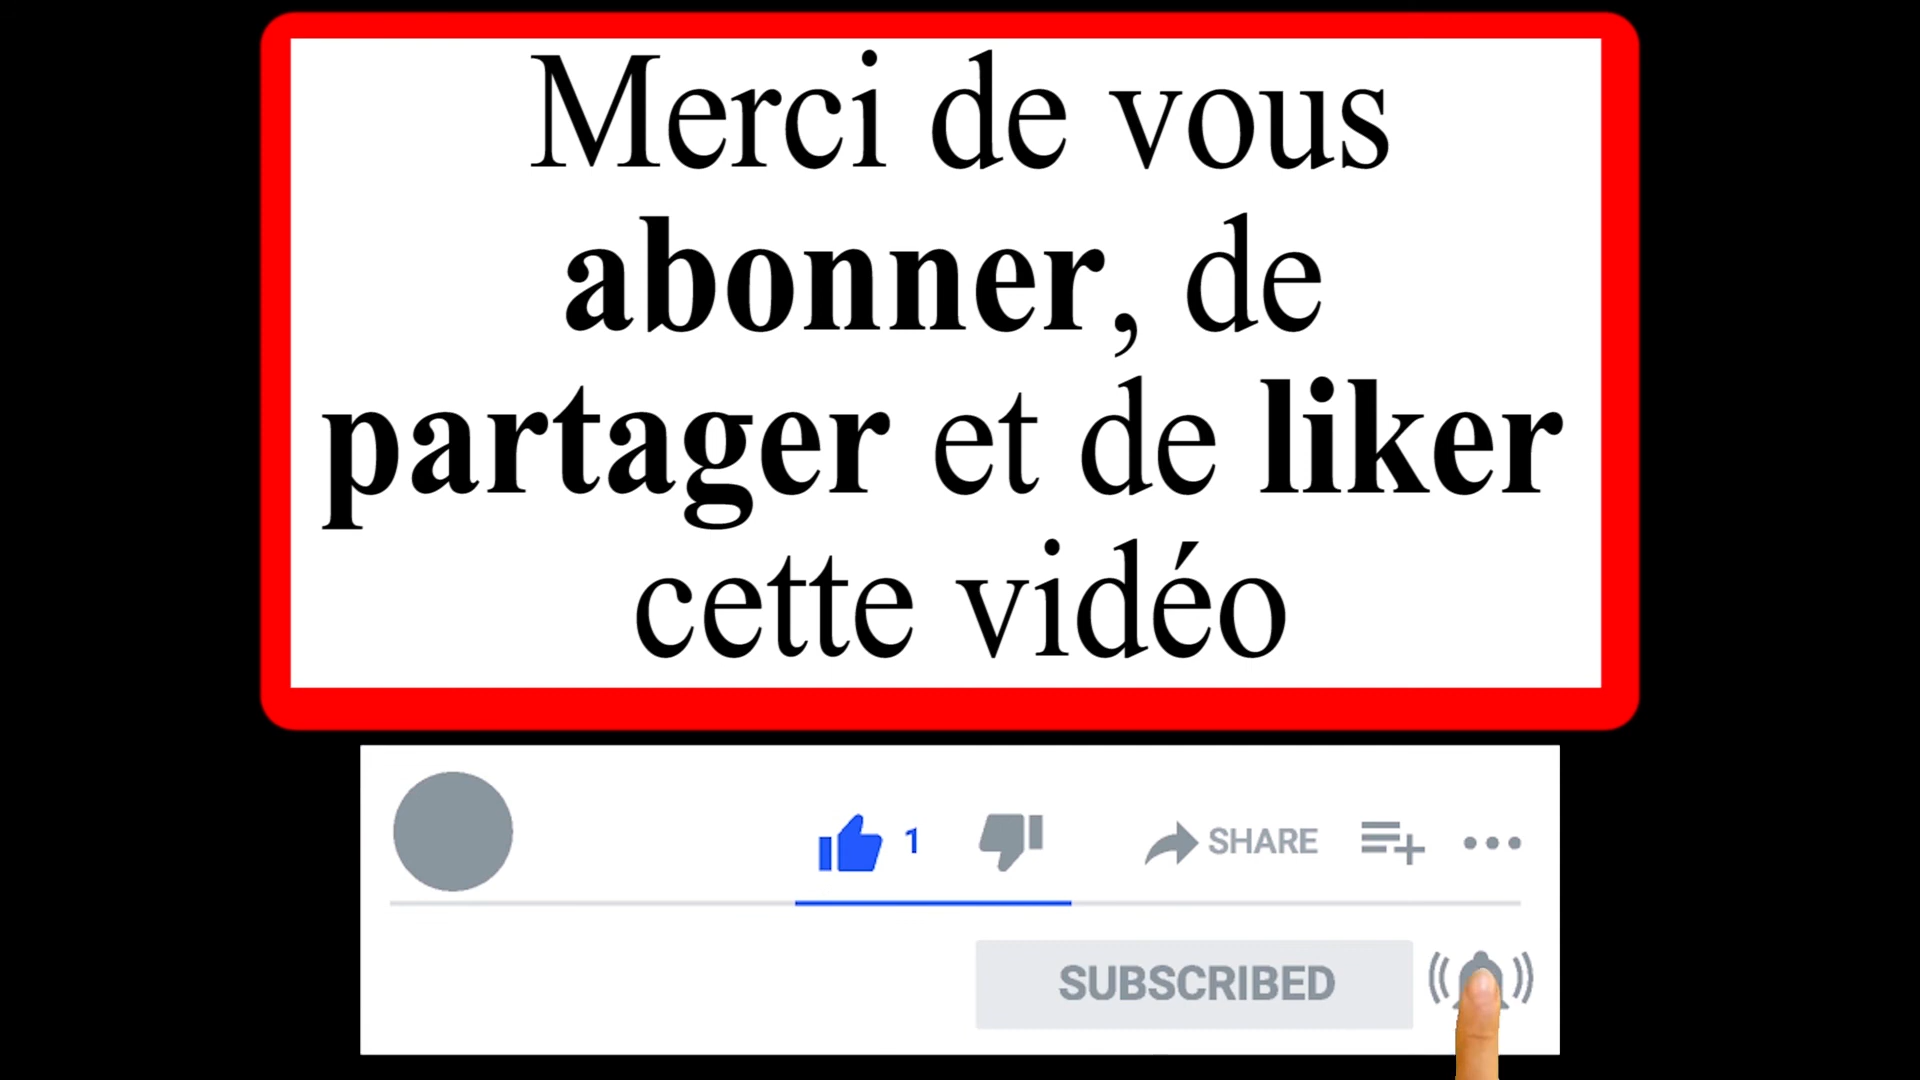 Merci de vous
abonner, de
partager et de liker
cette vidéo
1 SHARE
SUBSCRIBED